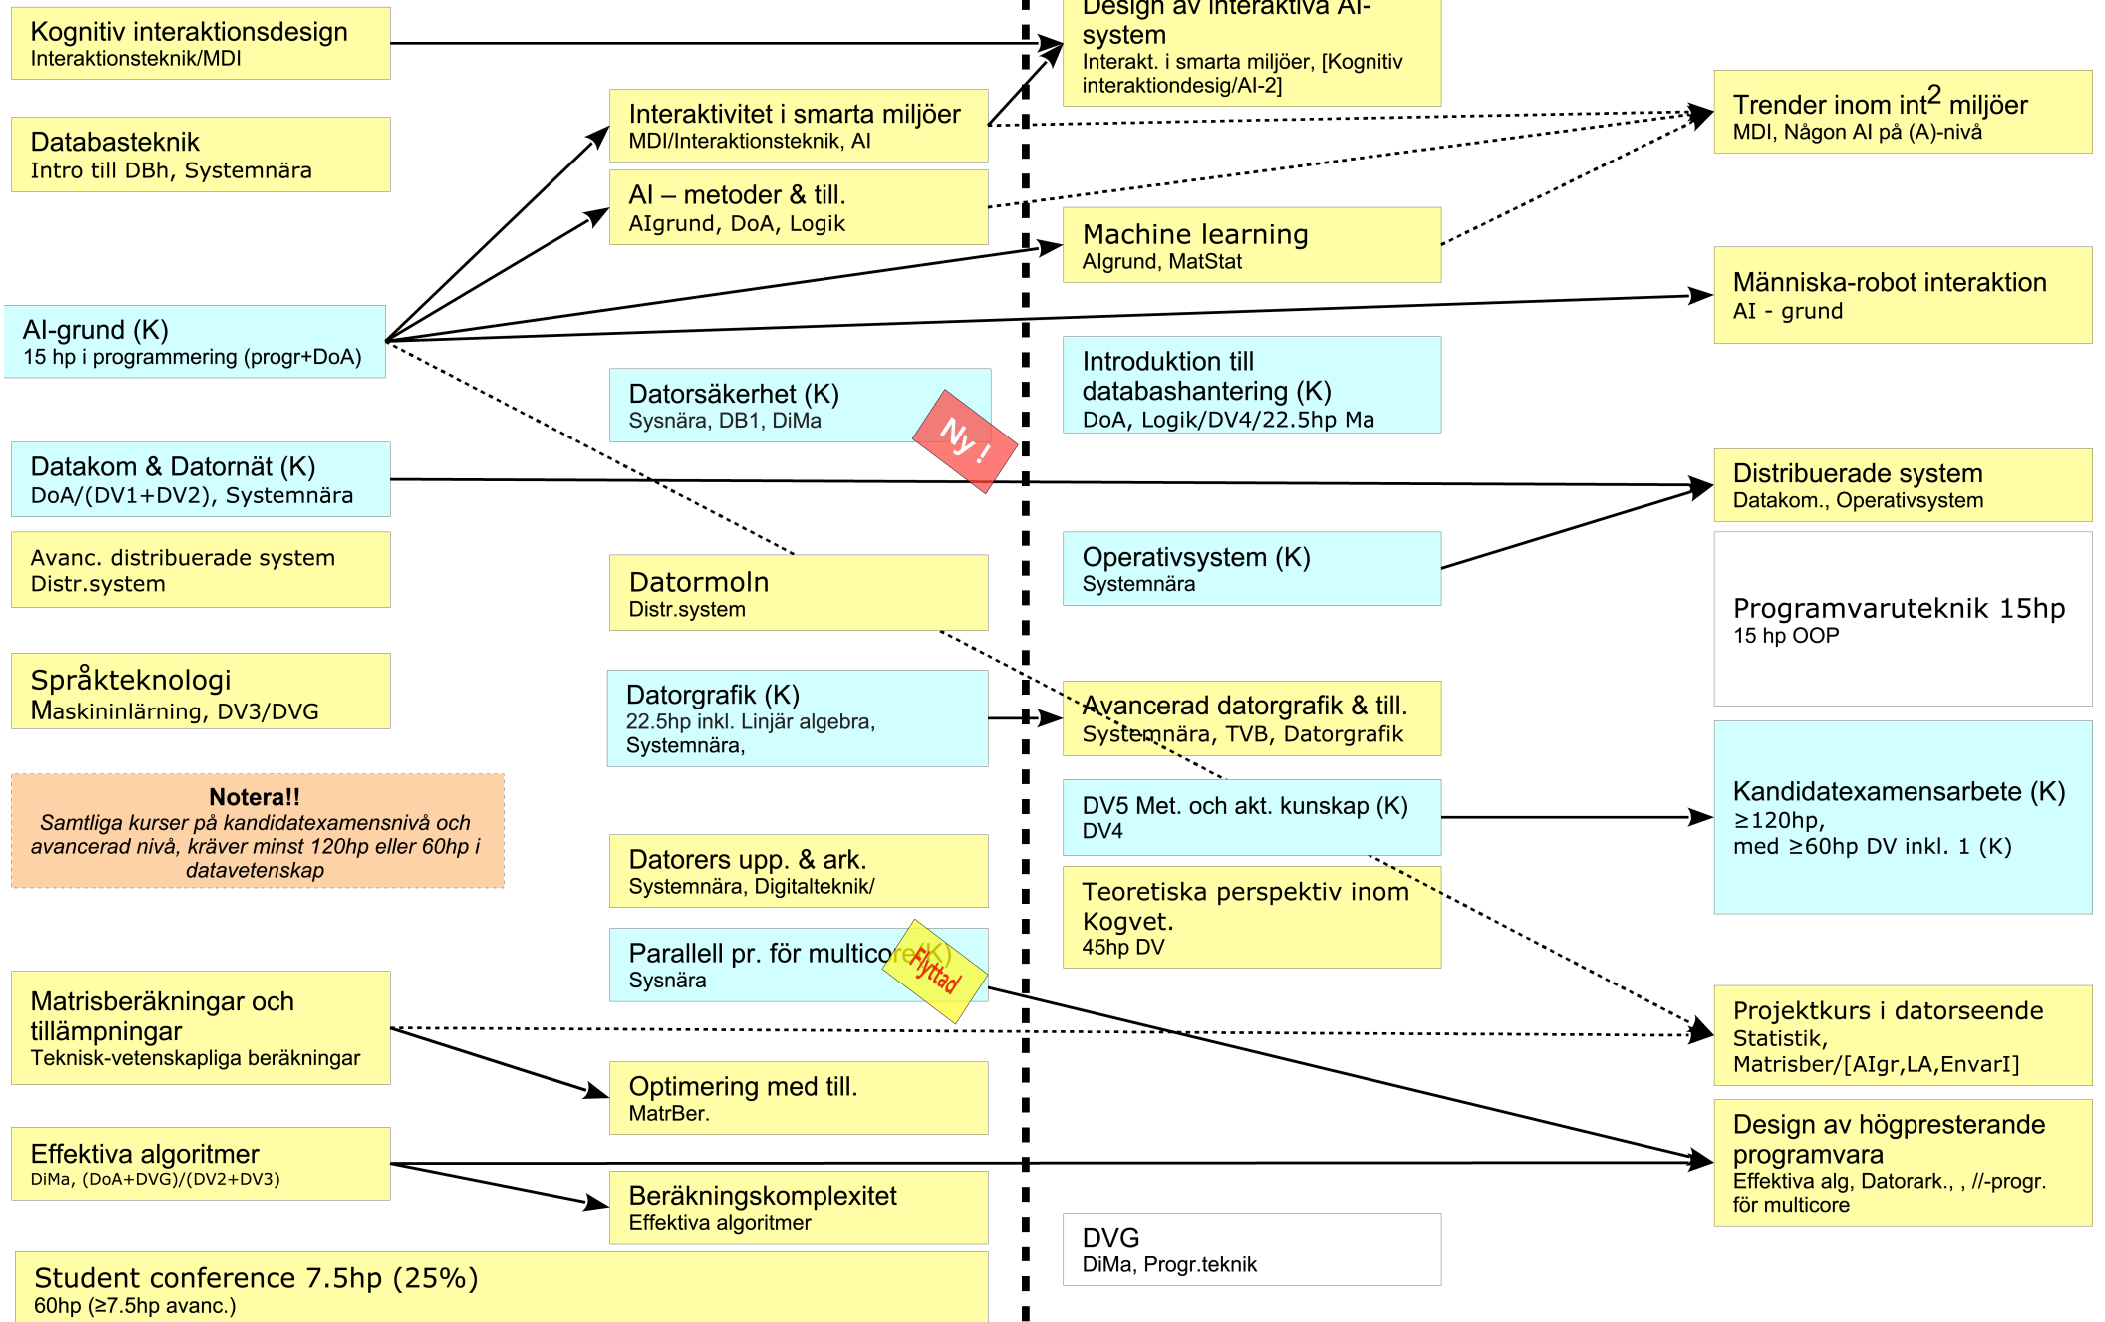 Kognitiv interaktionsdesign
Interaktionsteknik/MDI
Databasteknik
Intro till DBh, Systemnära
AI-grund (K)
15 hp i programmering (progr+DoA)
Datakom & Datornät (K)
DoA/(DV1+DV2), Systemnära
Avanc. distribuerade system
Distr.system
Språkteknologi
Maskininlärning, DV3/DVG
Notera!!
Samtliga kurser på kandidatexamensnivå och
avancerad nivå, kräver minst 120hp eller 60hp i
datavetenskap
Matrisberäkningar och
tillämpningar
Teknisk-vetenskapliga beräkningar
Effektiva algoritmer
DiMa, (DoA+DVG)/(DV2+DV3)
Student conference 7.5hp (25%)
60hp (≥7.5hp avanc.)
Interaktivitet i smarta miljöer
MDI/Interaktionsteknik, AI
AI – metoder & till.
AIgrund, DoA, Logik
Datorsäkerhet (K)
Sysnära, DB1, DiMa
Ny !
Datormoln
Distr.system
Datorgrafik (K)
22.5hp inkl. Linjär algebra,
Systemnära,
Datorers upp. & ark.
Systemnära, Digitalteknik/
Parallell pr. för multicore(K)
Sysnära
Flyttad
Optimering med till.
MatrBer.
Beräkningskomplexitet
Effektiva algoritmer
Design av interaktiva AI-
system
Interakt. i smarta miljöer, [Kognitiv
interaktiondesig/AI-2]
Machine learning
AIgrund, MatStat
Introduktion till
databashantering (K)
DoA, Logik/DV4/22.5hp Ma
Operativsystem (K)
Systemnära
Avancerad datorgrafik & till.
Systemnära, TVB, Datorgrafik
DV5 Met. och akt. kunskap (K)
DV4
Teoretiska perspektiv inom
Kogvet.
45hp DV
DVG
DiMa, Progr.teknik
Trender inom int2 miljöer
MDI, Någon AI på (A)-nivå
Människa-robot interaktion
AI - grund
Distribuerade system
Datakom., Operativsystem
Programvaruteknik 15hp
15 hp OOP
Kandidatexamensarbete (K)
≥120hp,
med ≥60hp DV inkl. 1 (K)
Projektkurs i datorseende
Statistik,
Matrisber/[AIgr,LA,EnvarI]
Design av högpresterande
programvara
Effektiva alg, Datorark., , //-progr.
för multicore